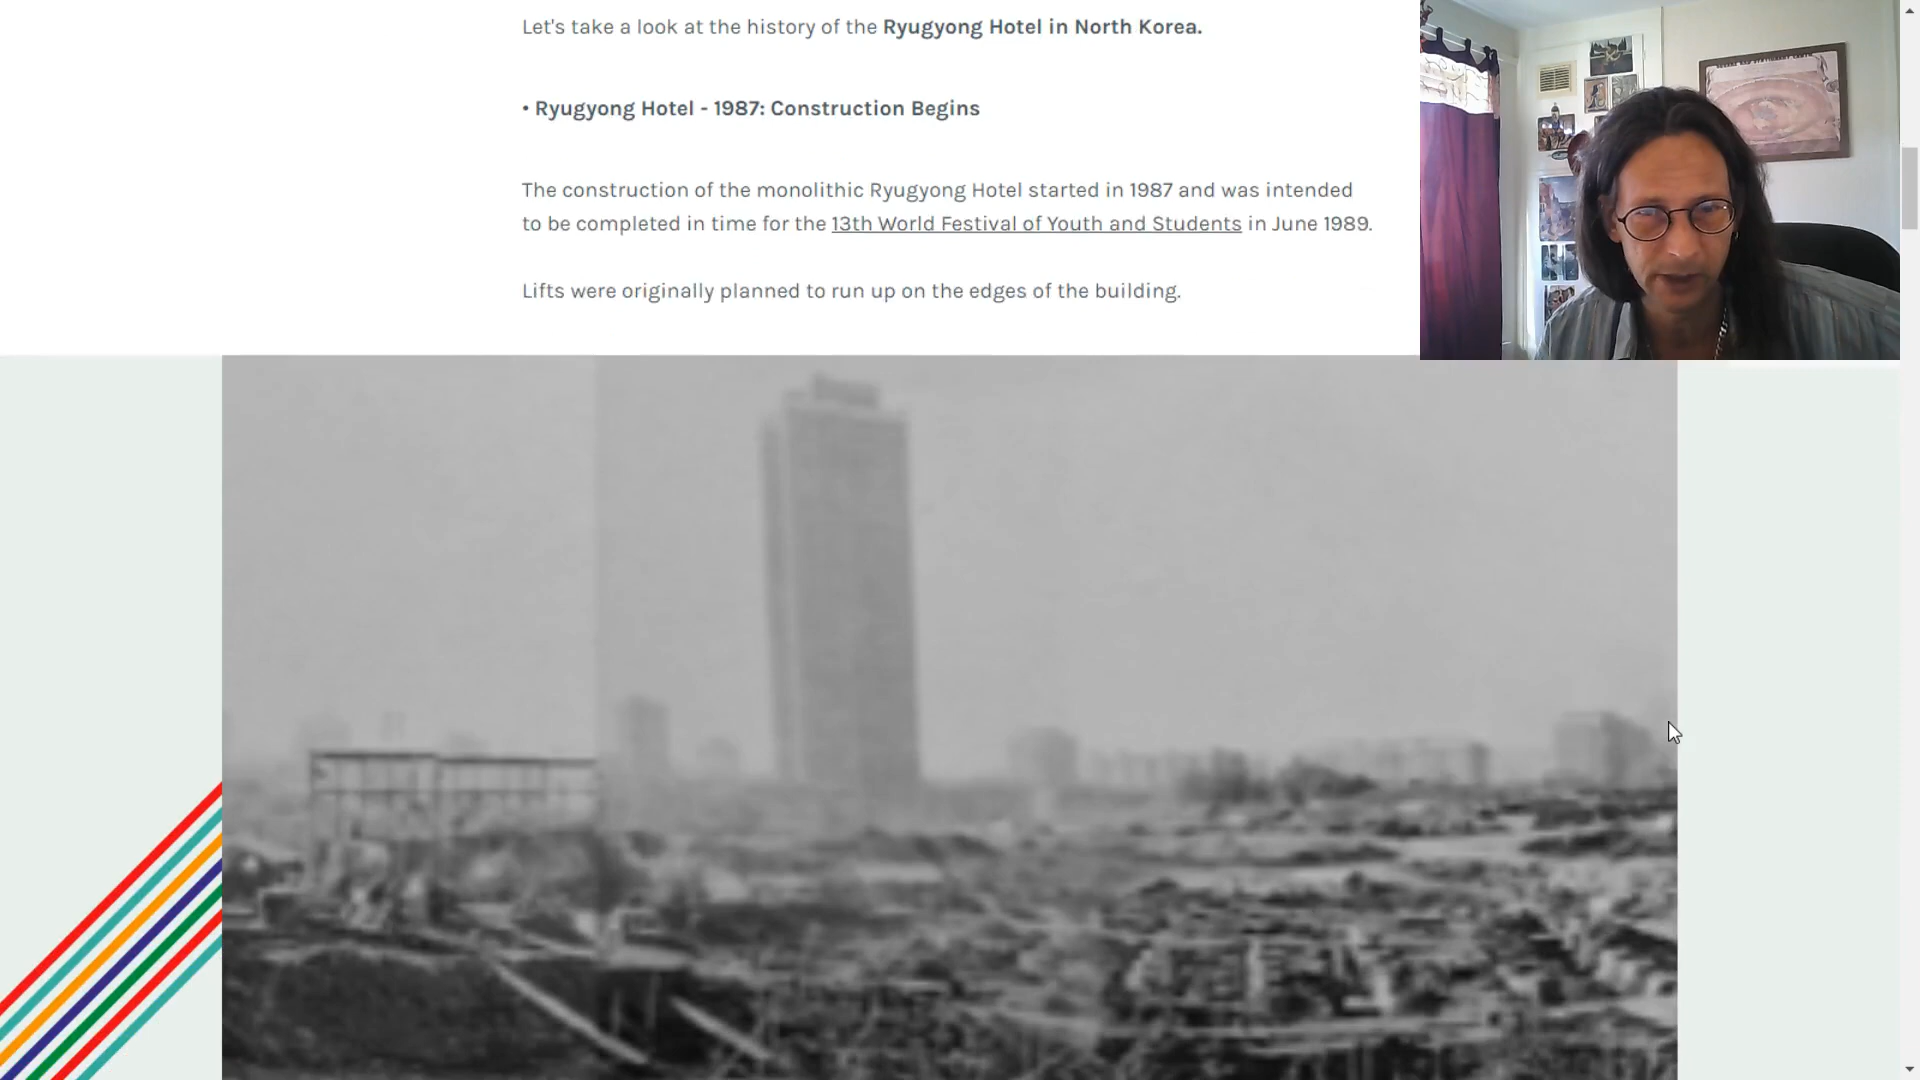 Let's take a look at the history of the Ryugyong Hotel in North Korea.
• Ryugyong Hotel - 1987: Construction Begins
The construction of the monolithic Ryugyong Hotel started in 1987 and was intended
to be completed in time for the 13th World Festival of Youth and Students in June 1989.
Lifts were originally planned to run up on the edges of the building.